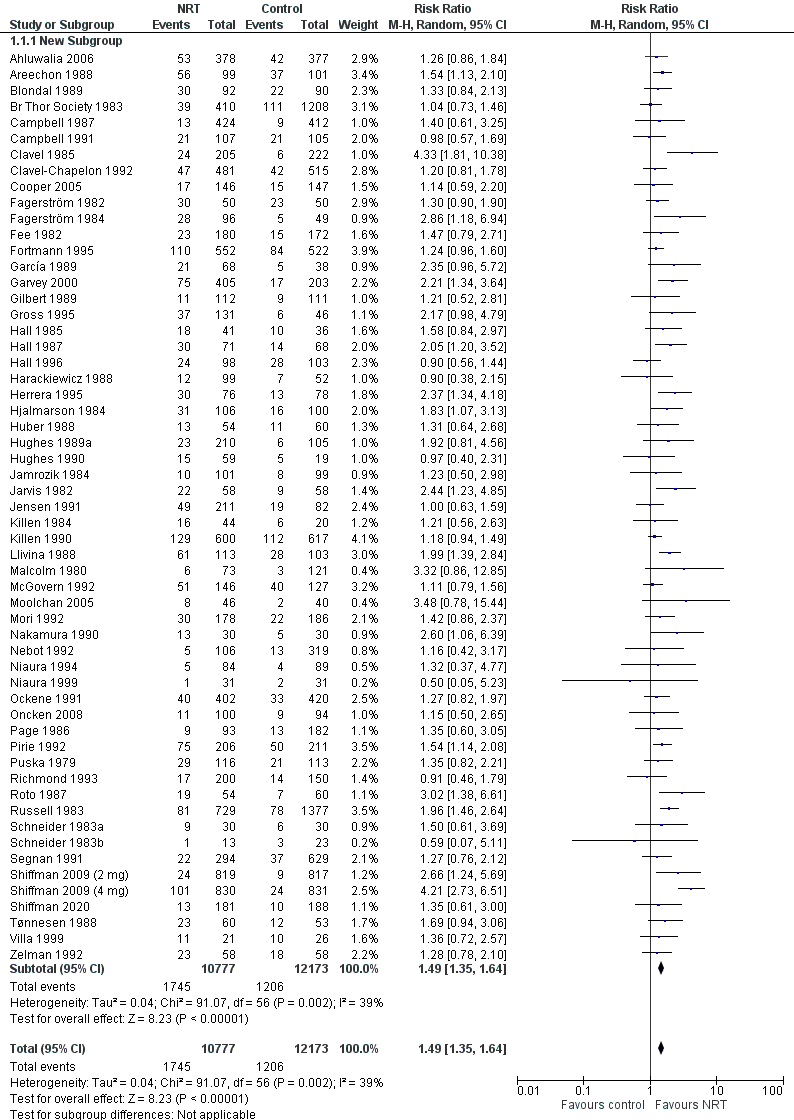 NRT Control Risk Ratio Risk Ratio
Study or Subgroup Events Total Events Total Weight M-H, Random, 95% CI M-H, Random, 95% CI
1.1.1 New Subgroup
Ahluwalia 2006 53 378 42 377 2.9% 1.26 [0.86, 1.84]
Areechon 1988 56 99 37 101 3.6% 1.54 [1.13, 2.10]
Blondal 1989 30 92 22 90 2.4% 1.33 [0.84, 2.13]
Br Thor Society 1983 39 410 111 1208 3.1% 1.04 [0.73, 1.46]
Campbell 1987 13 424 9 412 1.0% 1.40 [0.61, 3.25]
Campbell 1991 21 107 21 105 1.9% 0.98 [0.57, 1.69]
Clavel 1985 24 205 6 222 1.0% 4.33 [1.81, 10.38]
Clavel-Chapelon 1992 47 481 42 515 2.8% 1.20 [0.81, 1.78]
Cooper 2005 17 146 15 147 1.5% 1.14 [0.59, 2.20]
Fagerström 1982 30 50 23 50 2.9% 1.30 [0.90, 1.90]
Fagerström 1984 28 96 5 49 0.9% 2.86 [1.18, 6.94]
Fee 1982 23 180 15 172 1.7% 1.47 [0.79, 2.71]
Fortmann 1995 110 552 84 522 4.1% 1.24 [0.96, 1.60]
García 1989 21 68 5 38 0.9% 2.35 [0.96, 5.72]
Garvey 2000 75 405 17 203 2.2% 2.21 [1.34, 3.64]
Gilbert 1989 11 112 9 111 1.0% 1.21 [0.52, 2.81]
Gross 1995 37 131 6 46 1.1% 2.17 [0.98, 4.79]
Hall 1985 18 41 10 36 1.6% 1.58 [0.84, 2.97]
Hall 1987 30 71 14 68 2.0% 2.05 [1.20, 3.52]
Hall 1996 24 98 28 103 2.3% 0.90 [0.56, 1.44]
Harackiewicz 1988 12 99 7 52 0.9% 0.90 [0.38, 2.15]
Herrera 1995 30 76 13 78 1.9% 2.37 [1.34, 4.18]
Hjalmarson 1984 31 106 16 100 2.0% 1.83 [1.07, 3.13]
Huber 1988 13 54 11 60 1.3% 1.31 [0.64, 2.68]
Hughes 1989a 23 210 6 105 1.0% 1.92 [0.81, 4.56]
Hughes 1990 15 59 5 19 0.9% 0.97 [0.40, 2.31]
Jamrozik 1984 10 101 8 99 0.9% 1.23 [0.50, 2.98]
Jarvis 1982 22 58 9 58 1.4% 2.44 [1.23, 4.85]
Jensen 1991 49 211 19 82 2.4% 1.00 [0.63, 1.59]
Killen 1984 16 44 6 20 1.1% 1.21 [0.56, 2.63]
Killen 1990 129 600 112 617 4.4% 1.18 [0.94, 1.49]
Llivina 1988 61 113 28 103 3.1% 1.99 [1.39, 2.84]
Malcolm 1980 6 73 3 121 0.4% 3.32 [0.86, 12.85]
McGovern 1992 51 146 40 127 3.2% 1.11 [0.79, 1.56]
Moolchan 2005 8 46 2 40 0.4% 3.48 [0.78, 15.44]
Mori 1992 30 178 22 186 2.2% 1.42 [0.86, 2.37]
Nakamura 1990 13 30 5 30 0.9% 2.60 [1.06, 6.39]
Nebot 1992 5 106 13 319 0.7% 1.16 [0.42, 3.17]
Niaura 1994 5 84 4 89 0.5% 1.32 [0.37, 4.77]
Niaura 1999 1 31 2 31 0.2% 0.50 [0.05, 5.23]
Ockene 1991 40 402 33 420 2.5% 1.27 [0.82, 1.97]
Oncken 2008 11 100 9 94 1.0% 1.15 [0.50, 2.65]
Page 1986 9 93 13 182 1.1% 1.35 [0.60, 3.05]
Pirie 1992 75 206 50 211 3.5% 1.54 [1.14, 2.08]
Puska 1979 29 116 21 113 2.2% 1.35 [0.82, 2.21]
Richmond 1993 17 200 14 150 1.4% 0.91 [0.46, 1.79]
Roto 1987 19 54 7 60 1.2% 3.02 [1.38, 6.61]
Russell 1983 81 729 78 1377 3.5% 1.96 [1.46, 2.64]
Schneider 1983a 9 30 6 30 0.9% 1.50 [0.61, 3.69]
Schneider 1983b 1 13 3 23 0.2% 0.59 [0.07, 5.11]
Segnan 1991 22 294 37 629 2.1% 1.27 [0.76, 2.12]
Shiffman 2009 (2 mg) 24 819 9 817 1.2% 2.66 [1.24, 5.69]
Shiffman 2009 (4 mg) 101 830 24 831 2.6% 4.21 [2.73, 6.51]
Shiffman 2020 13 181 10 188 1.1% 1.35 [0.61, 3.00]
Tønnesen 1988 23 60 12 53 1.7% 1.69 [0.94, 3.06]
Villa 1999 11 21 10 26 1.6% 1.36 [0.72, 2.57]
Zelman 1992 23 58 18 58 2.2% 1.28 [0.78, 2.10]
Subtotal (95% CI) 10777 12173 100.0% 1.49 [1.35, 1.64]
Total events 1745 1206
Heterogeneity: Tau² = 0.04; Chi² = 91.07, df = 56 (P = 0.002); I² = 39%
Test for overall effect: Z = 8.23 (P < 0.00001)
Total (95% CI) 10777 12173 100.0% 1.49 [1.35, 1.64]
Total events 1745 1206
Heterogeneity: Tau² = 0.04; Chi² = 91.07, df = 56 (P = 0.002); I² = 39%
Test for overall effect: Z = 8.23 (P < 0.00001)
Test for subgroup differences: Not applicable
0.01 0.1 1 10 100
Favours control Favours NRT